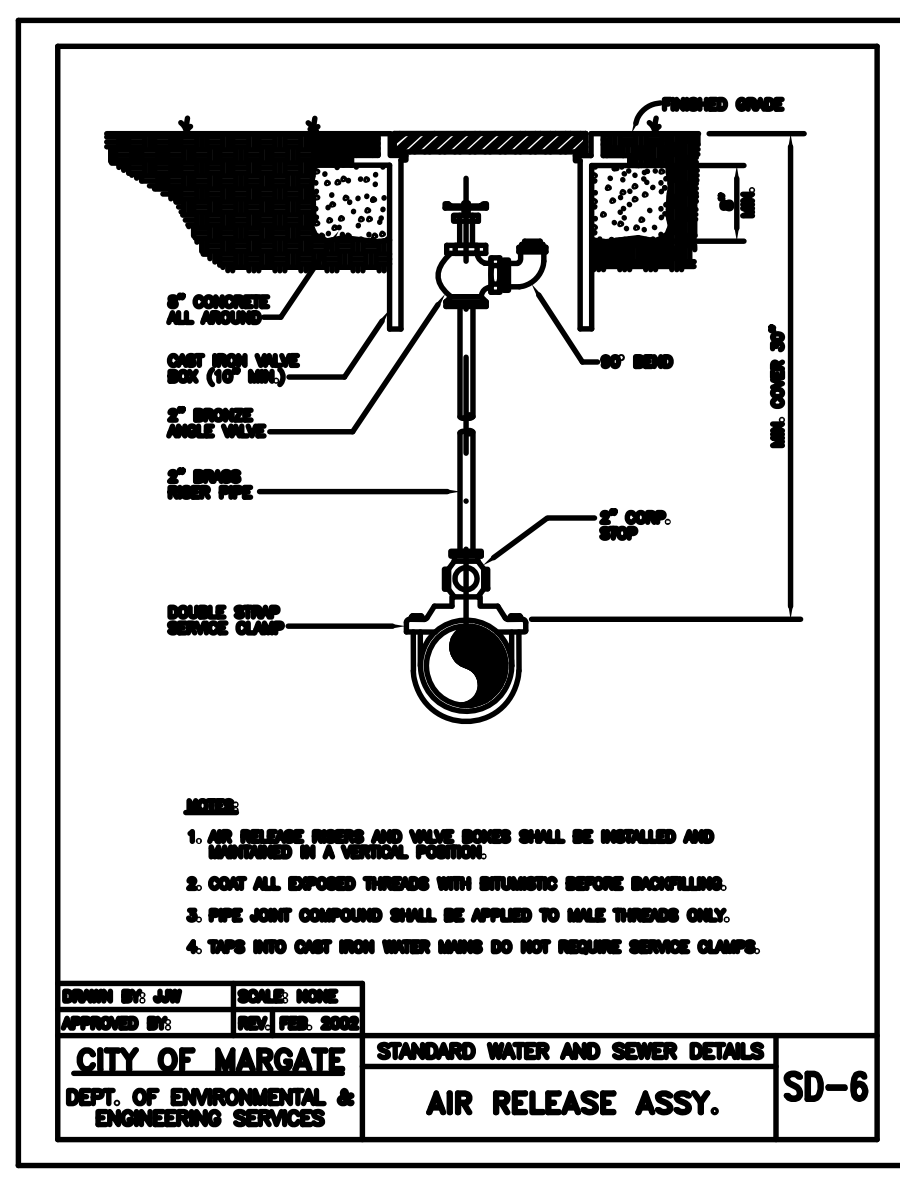 FINISHED GRADE
8" MIN.
8" CONCRETE
ALL AROUND
CAST IRON VALVE
BOX (10" MIN.)
90° BEND
MIN. COVER 30"
2" BRONZE
ANGLE VALVE
2" BRASS
RISER PIPE
2" CORP.
STOP
DOUBLE STRAP
SERVICE CLAMP
NOTES:
1. AIR RELEASE RISERS AND VALVE BOXES SHALL BE INSTALLED AND
MAINTAINED IN A VERTICAL POSITION.
2. COAT ALL EXPOSED THREADS WITH BITUMISTIC BEFORE BACKFILLING.
3. PIPE JOINT COMPOUND SHALL BE APPLIED TO MALE THREADS ONLY.
4. TAPS INTO CAST IRON WATER MAINS DO NOT REQUIRE SERVICE CLAMPS.
DRAWN BY: JJW SCALE: NONE
APPROVED BY: REV. FEB. 2002
CITY OF MARGATE
DEPT. OF ENVIRONMENTAL &
ENGINEERING SERVICES
STANDARD WATER AND SEWER DETAILS
AIR RELEASE ASSY.
SD-6